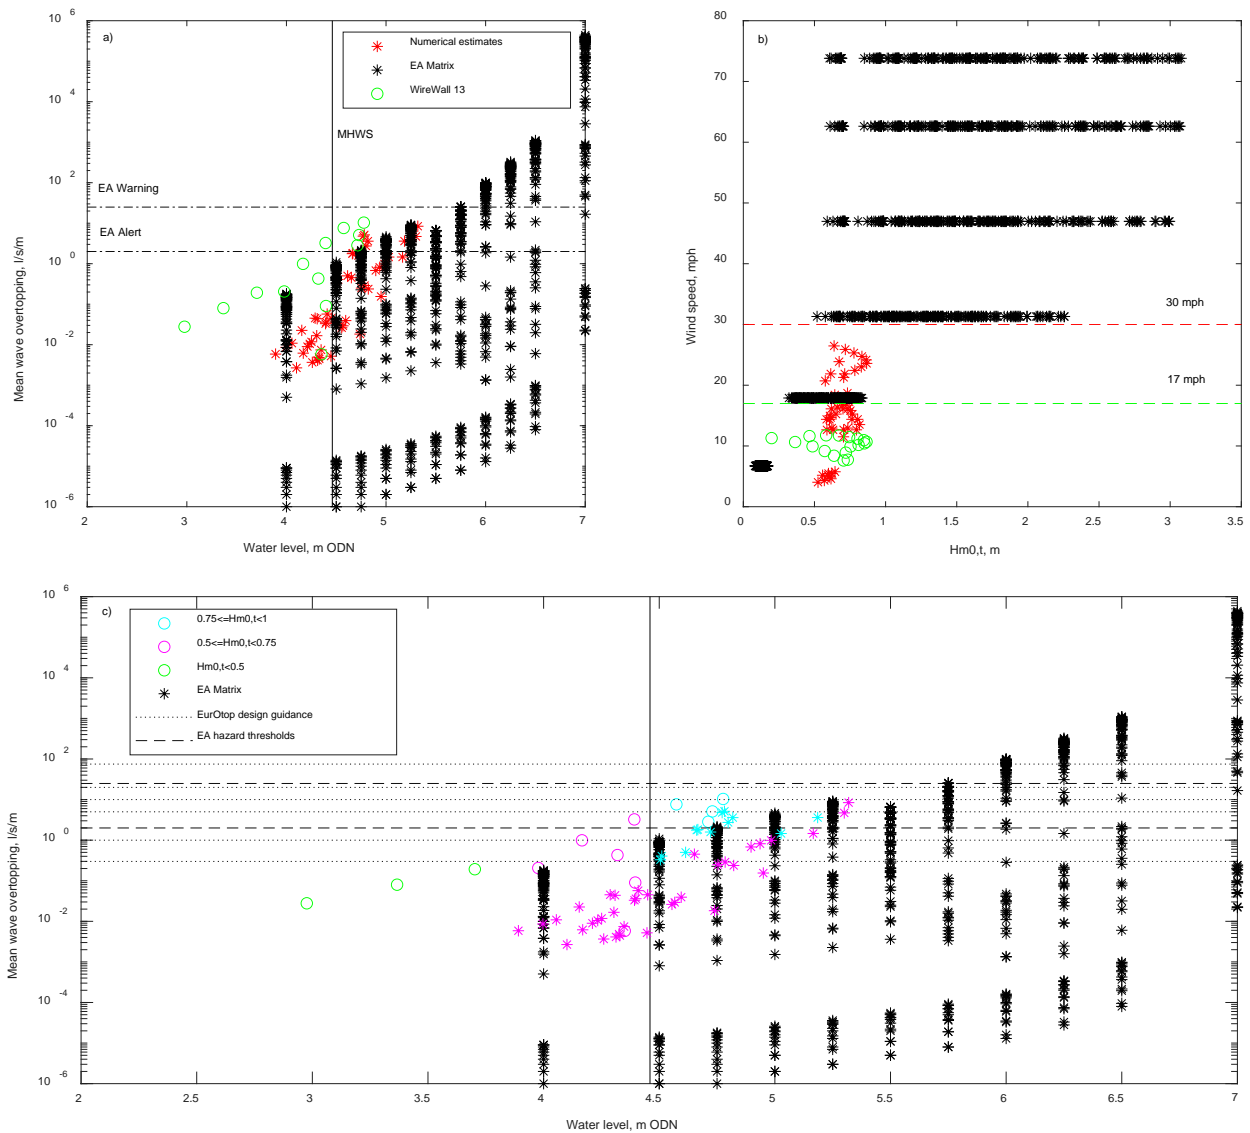 a)
Numerical estimates
EA Matrix
WireWall 13
MHWS
EA Warning
EA Alert
10 6
10 4
10 2
10 0
10 -2
10 -4
10 -6
Mean wave overtopping, l/s/m
2 3 4 5 6 7
Water level, m ODN
b)
30 mph
17 mph
80
70
60
50
40
30
20
10
0
Wind speed, mph
0 0.5 1 1.5 2 2.5 3 3.5
Hm0,t, m
c)
0.75<=Hm0,t<1
0.5<=Hm0,t<0.75
Hm0,t<0.5
EA Matrix
EurOtop design guidance
EA hazard thresholds
10 6
10 4
10 2
10 0
10 -2
10 -4
10 -6
Mean wave overtopping, l/s/m
2 2.5 3 3.5 4 4.5 5 5.5 6 6.5 7
Water level, m ODN